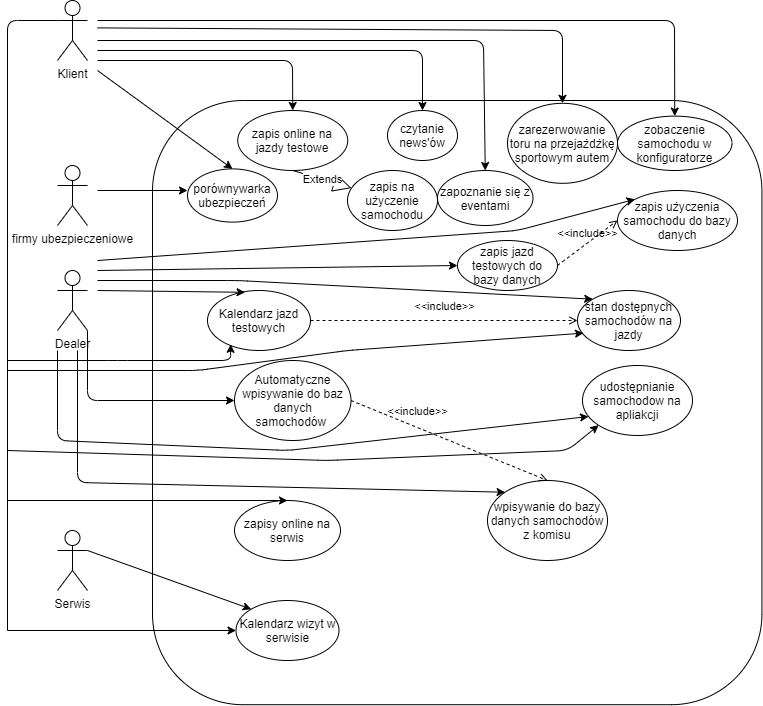 Klient
zapis online na
jazdy testowe
czytanie
news'ów
zarezerwowanie
toru na przejażdżkę
sportowym autem
zobaczenie
samochodu w
konfiguratorze
Extends
porównywarka
ubezpieczeń
zapis na
użyczenie
samochodu
zapoznanie się z
eventami
firmy ubezpieczeniowe
zapis użyczenia
samochodu do bazy
danych
<<include>>
zapis jazd
testowych do
bazy danych
Dealer
Kalendarz jazd
testowych
<<include>>
stan dostępnych
samochodów na
jazdy
Automatyczne
wpisywanie do baz
danych
samochodów
<<include>>
udostępnianie
samochodow na
apliakcji
wpisywanie do bazy
danych samochodów
z komisu
zapisy online na
serwis
Serwis
Kalendarz wizyt w
serwisie